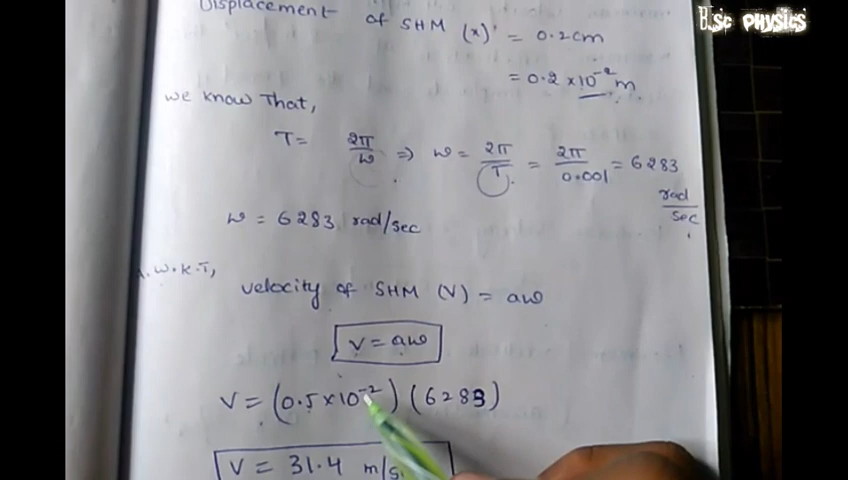 B.Sc PHYSICS
Displacement of SHM (x) = 0.2cm
= 0.2 × 10⁻² m
we know That,
T = 2π/ω ⇒ ω = 2π/T = 2π/0.001 = 6283 rad/sec
ω = 6283 rad/sec
W.K.T,
velocity of SHM (V) = aω
V = aω
V = (0.5×10⁻²) (6283)
V = 31.4 m/s